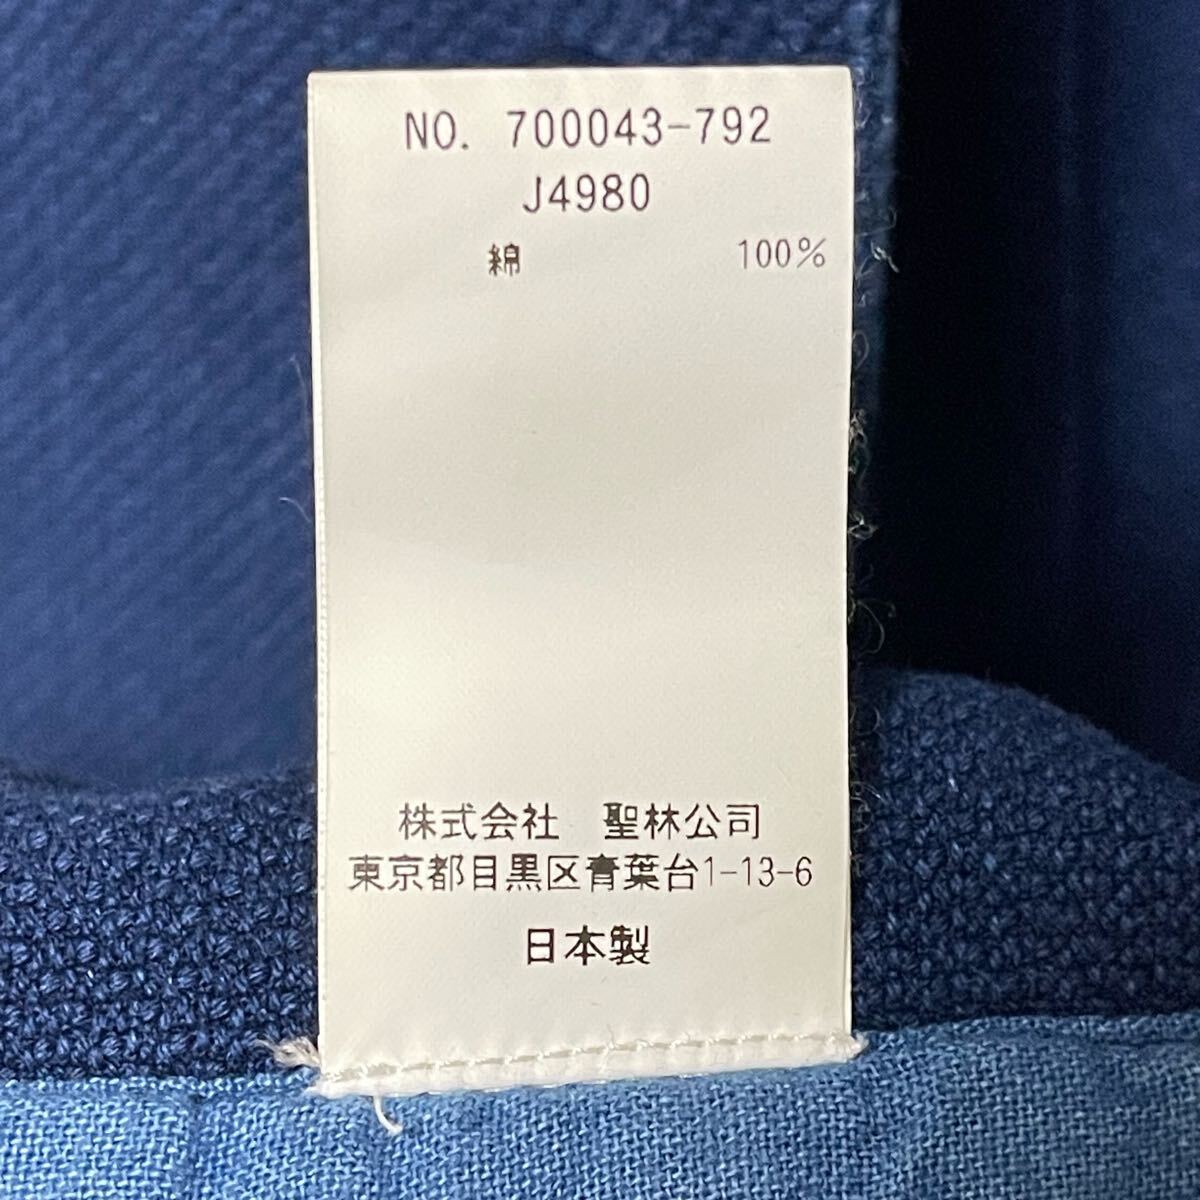 NO. 700043-792
J4980
綿 100%
株式会社 聖林公司
東京都目黒区青葉台1-13-6
日本製